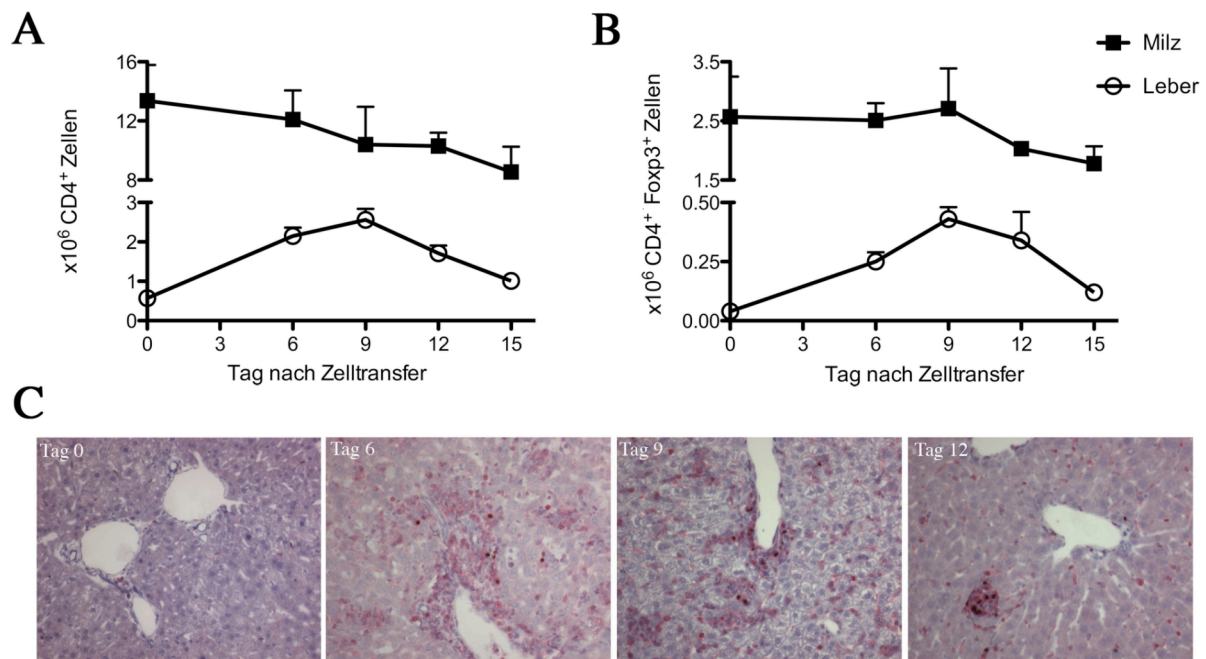 A
x10⁶ CD4⁺ Zellen
16
12
8
3
2
1
0
0 3 6 9 12 15
Tag nach Zelltransfer
B
x10⁶ CD4⁺ Foxp3⁺ Zellen
3.5
2.5
1.5
0.50
0.25
0.00
0 3 6 9 12 15
Tag nach Zelltransfer
Milz
Leber
C
Tag 0
Tag 6
Tag 9
Tag 12